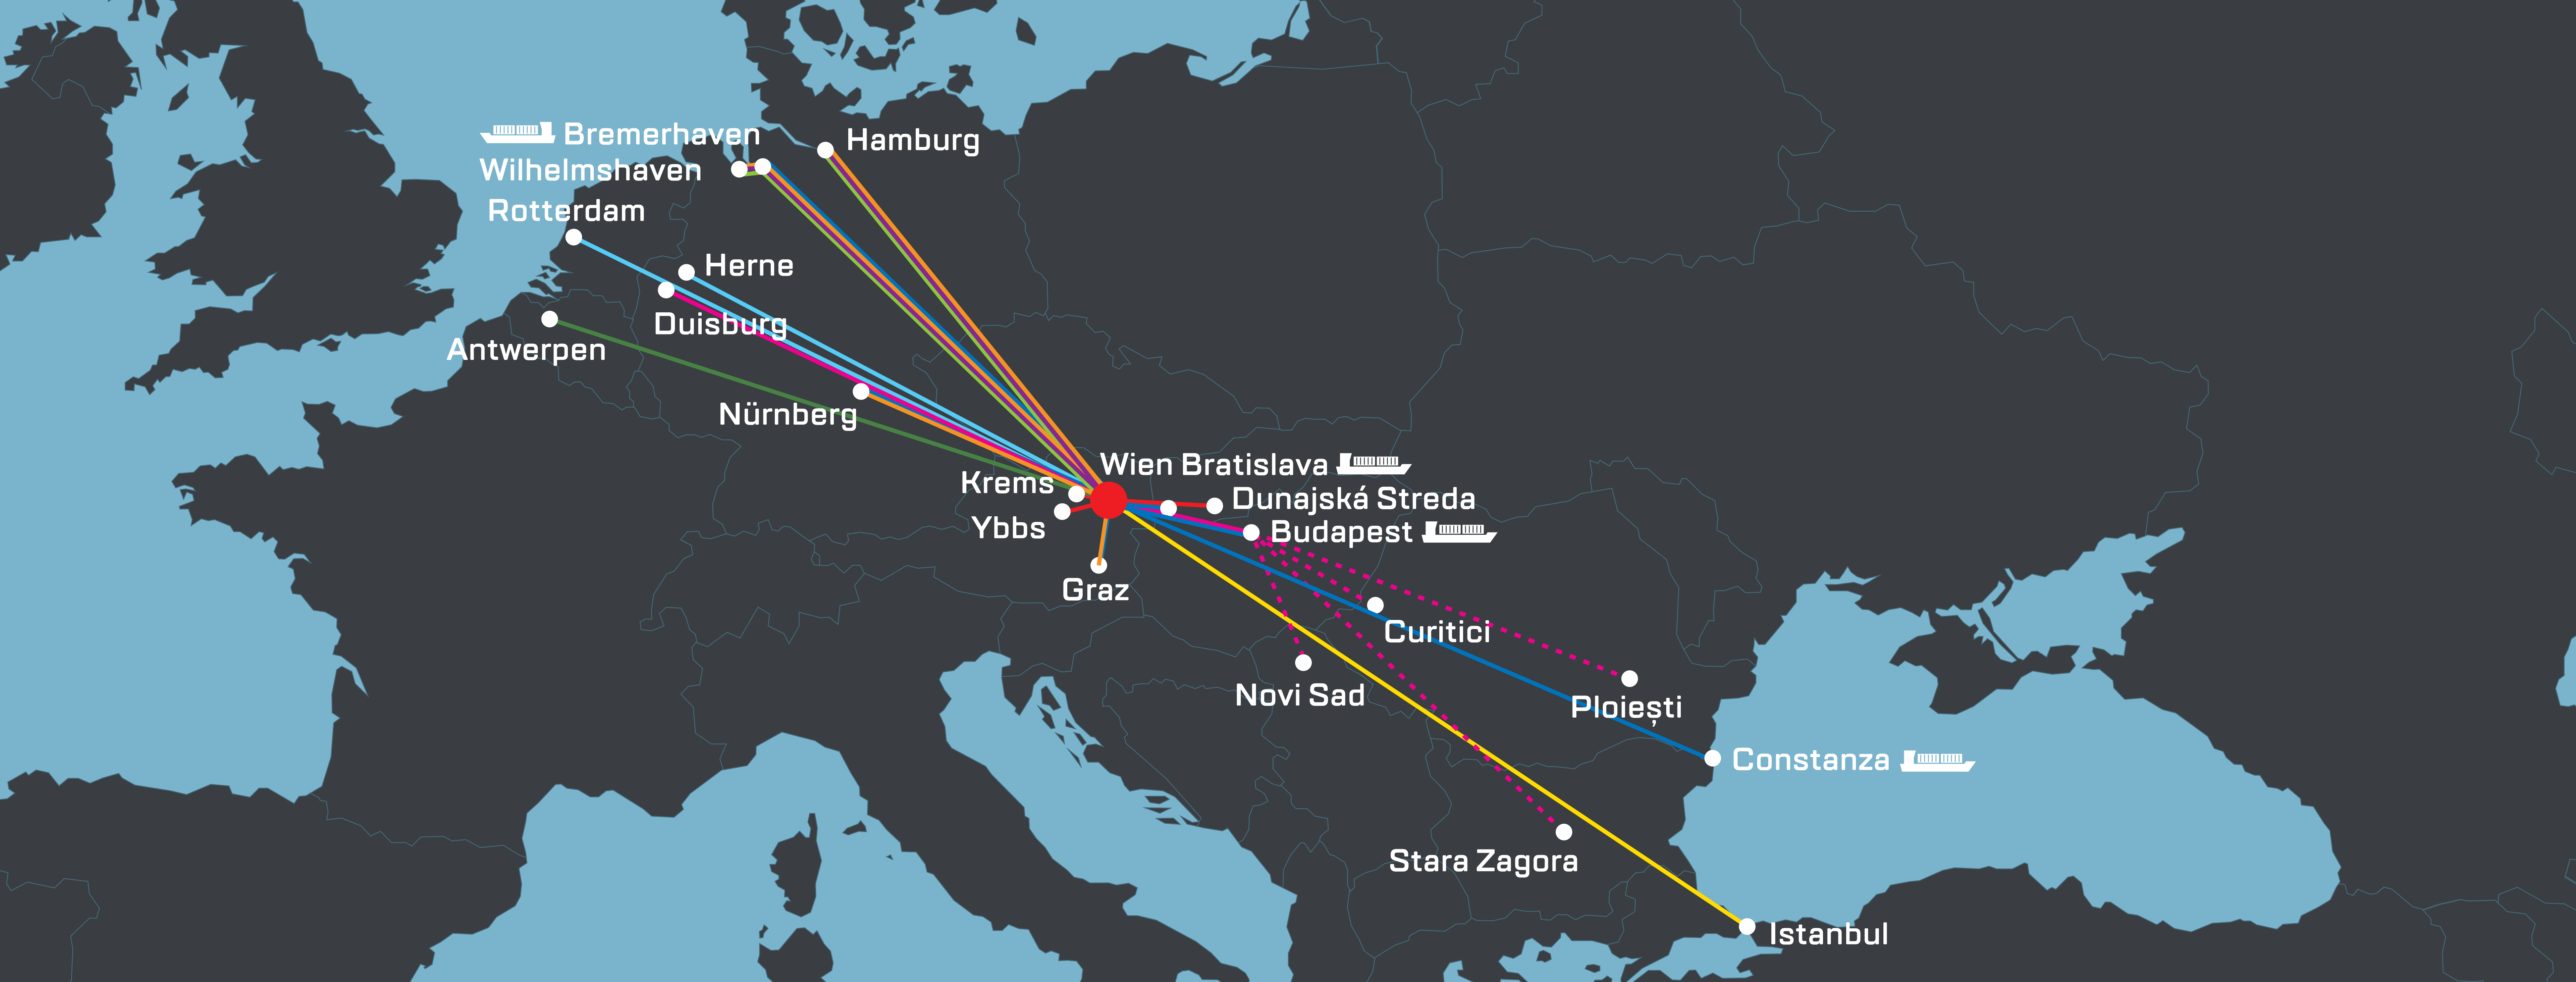 Bremerhaven
Hamburg
Wilhelmshaven
Rotterdam
Herne
Duisburg
Antwerpen
Nürnberg
Wien Bratislava
Krems
Dunajská Streda
Ybbs
Budapest
Graz
Curitici
Novi Sad
Ploiești
Constanza
Stara Zagora
Istanbul